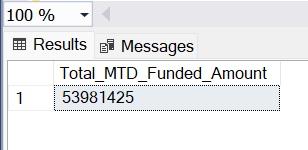 100 %
Results Messages
Total_MTD_Funded_Amount
1 53981425